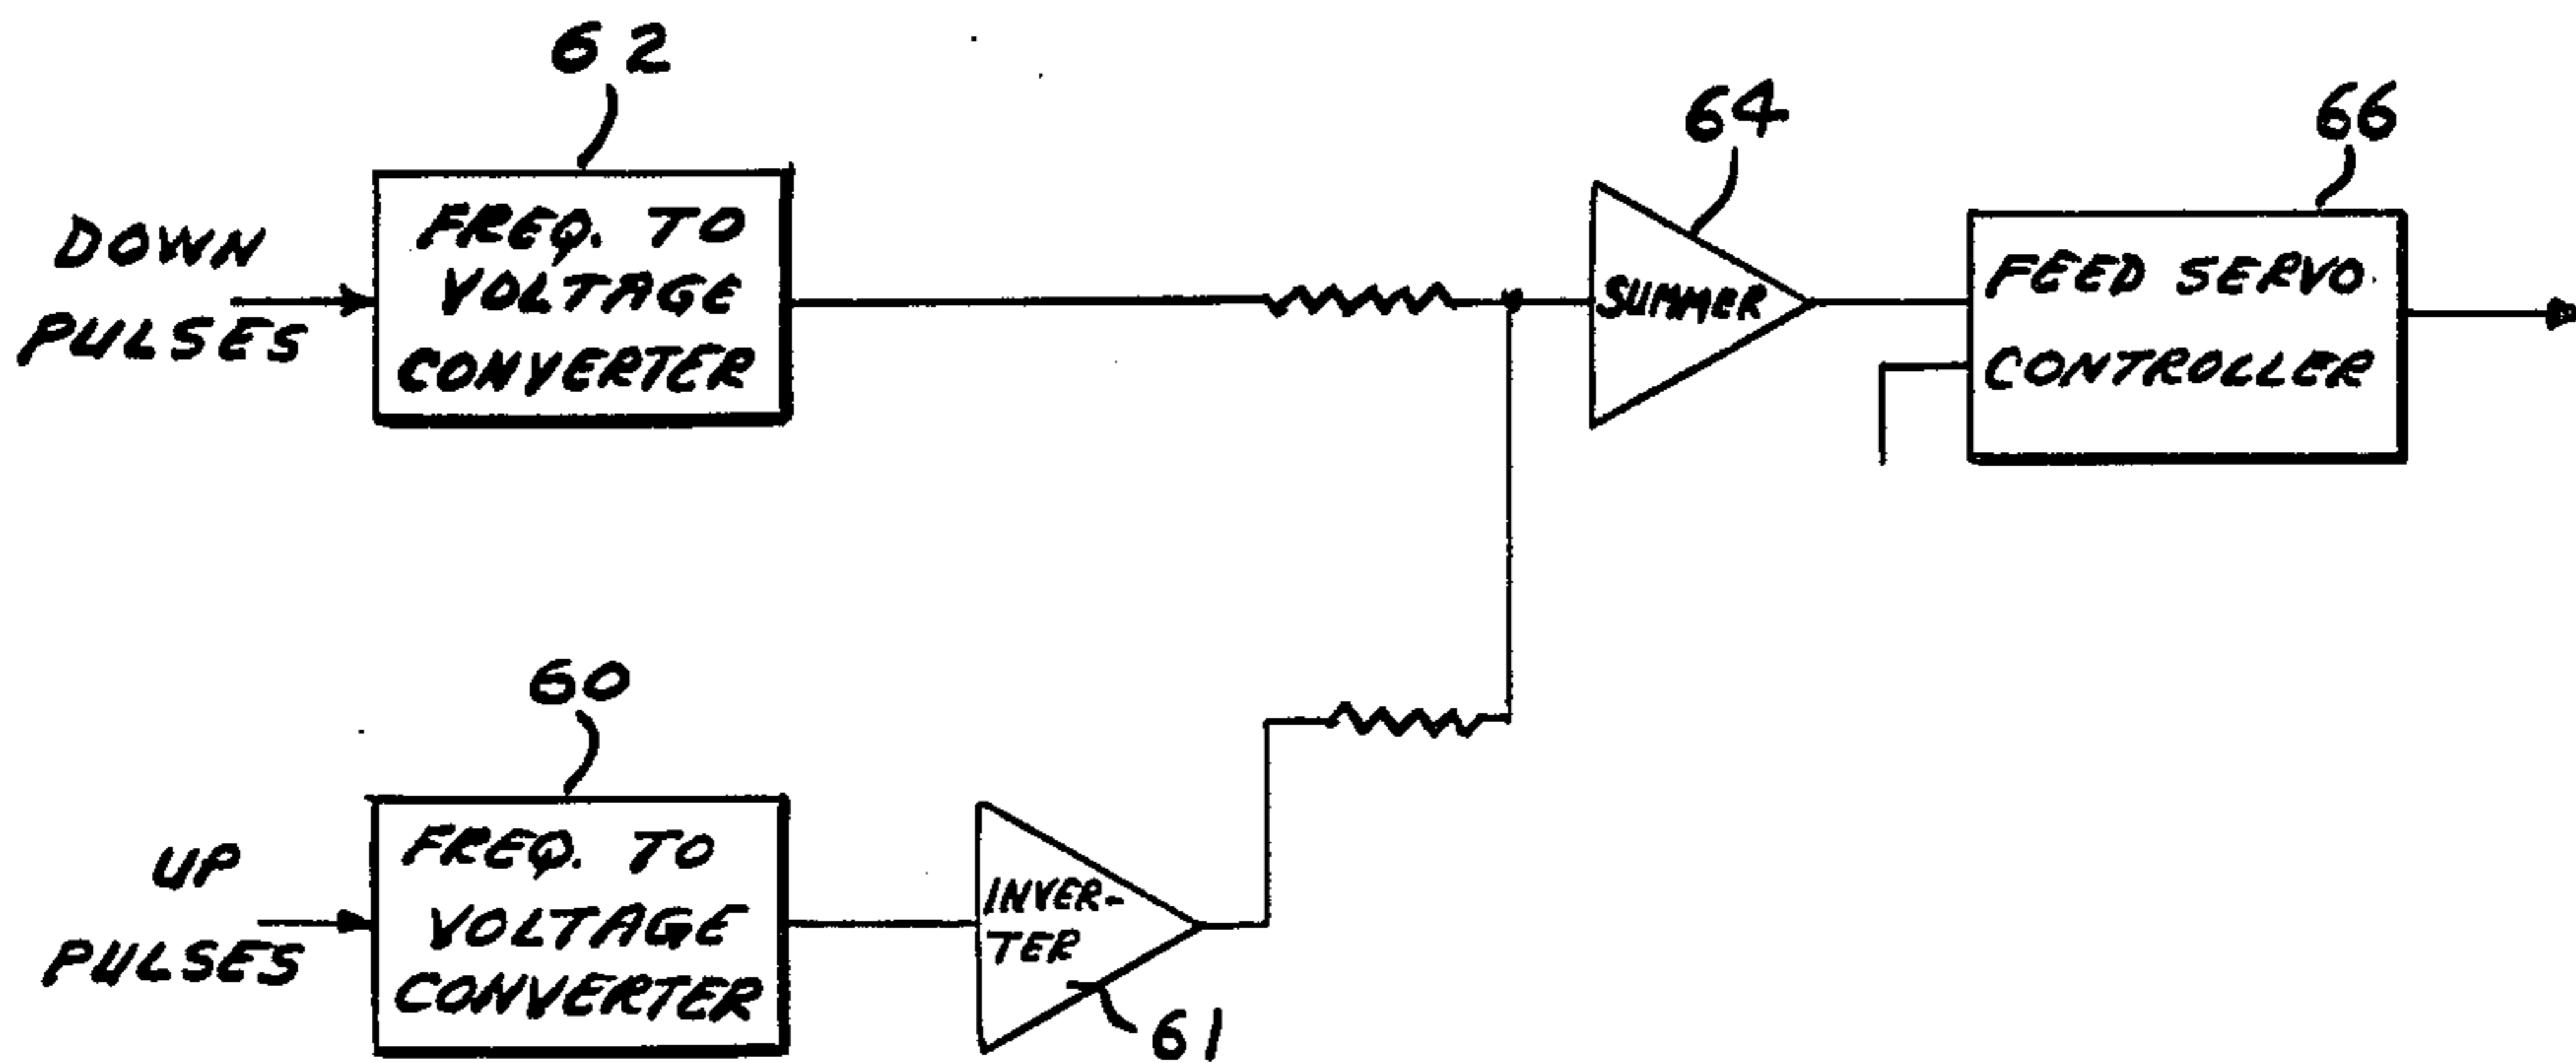 62
64
66
DOWN
PULSES
FREQ. TO
VOLTAGE
CONVERTER
SUMMER
FEED SERVO
CONTROLLER
60
UP
PULSES
FREQ. TO
VOLTAGE
CONVERTER
INVER-
TER
61